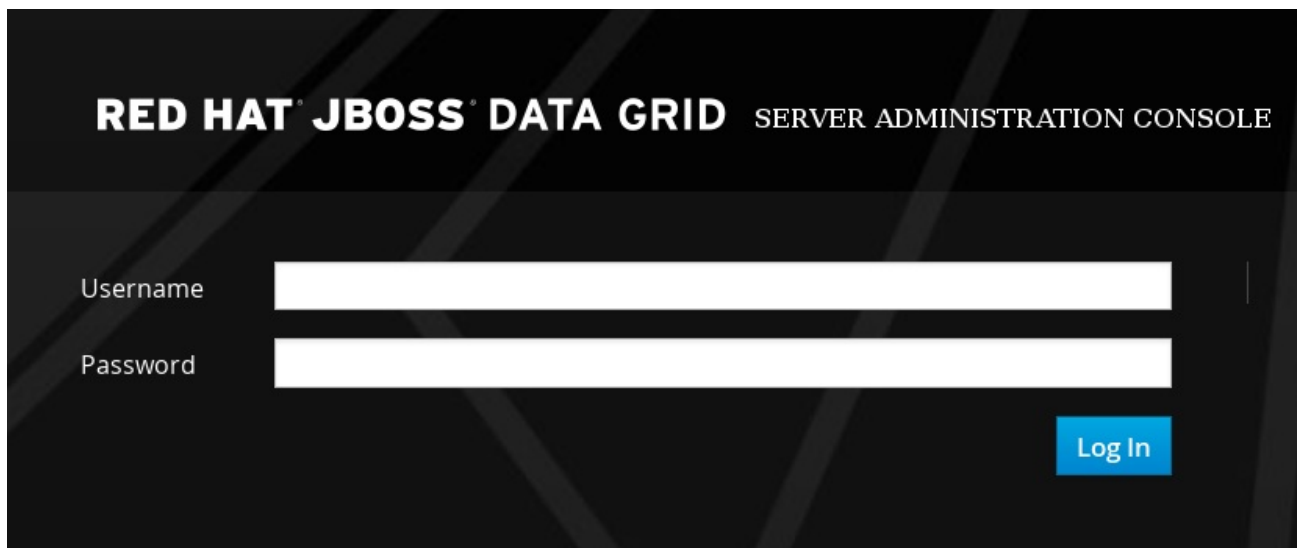 RED HAT® JBOSS® DATA GRID SERVER ADMINISTRATION CONSOLE
Username
Password
Log In